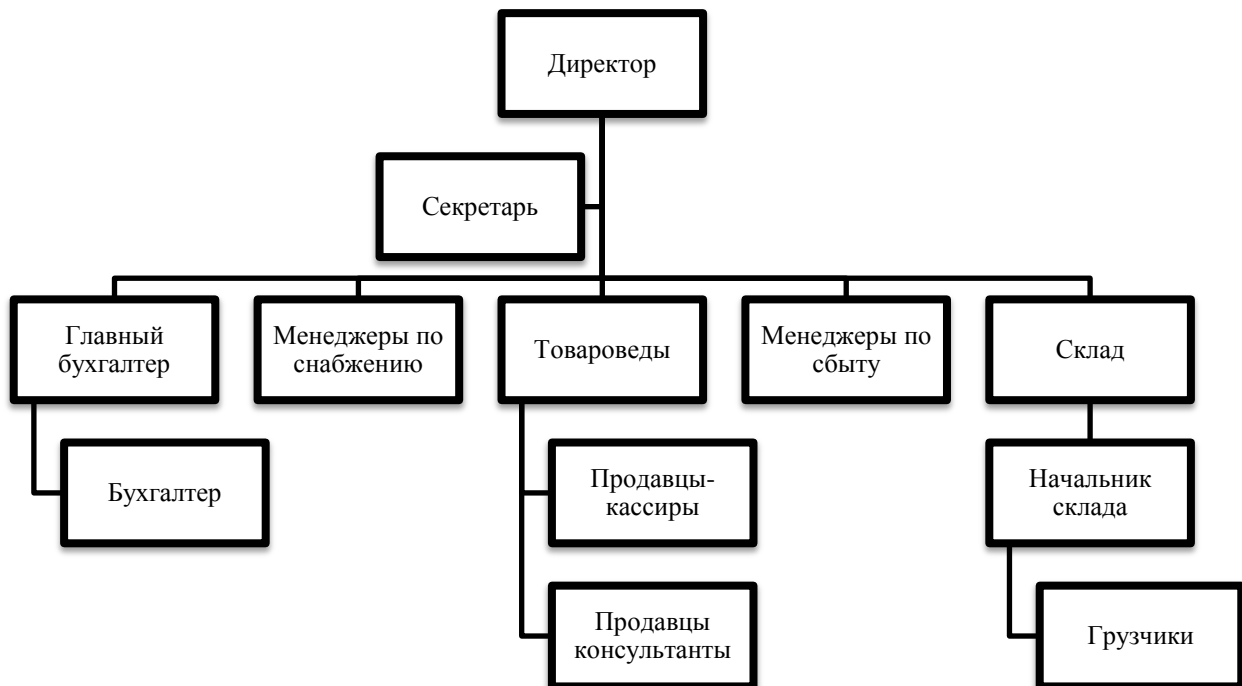 Директор
Секретарь
Главный
бухгалтер
Менеджеры по
снабжению
Товароведы
Менеджеры по
сбыту
Склад
Бухгалтер
Продавцы-
кассиры
Начальник
склада
Продавцы
консультанты
Грузчики